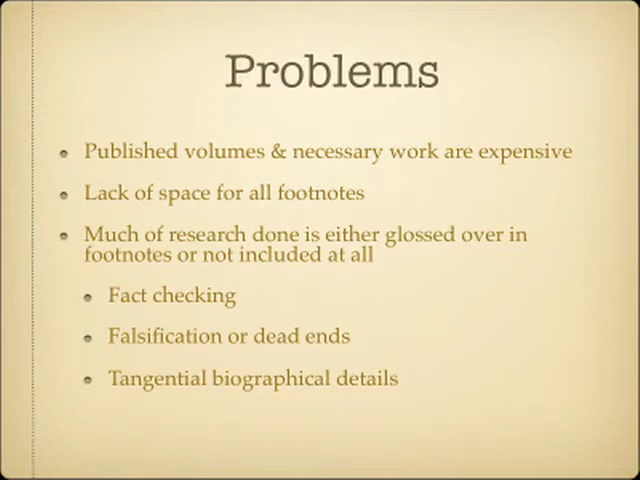 Problems
Published volumes & necessary work are expensive
Lack of space for all footnotes
Much of research done is either glossed over in
footnotes or not included at all
Fact checking
Falsification or dead ends
Tangential biographical details